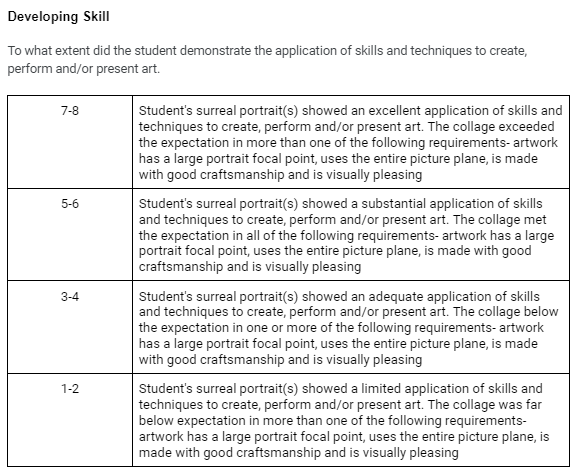 Developing Skill
To what extent did the student demonstrate the application of skills and techniques to create,
perform and/or present art.
7-8
Student's surreal portrait(s) showed an excellent application of skills and
techniques to create, perform and/or present art. The collage exceeded
the expectation in more than one of the following requirements- artwork
has a large portrait focal point, uses the entire picture plane, is made
with good craftsmanship and is visually pleasing
5-6
Student's surreal portrait(s) showed a substantial application of skills
and techniques to create, perform and/or present art. The collage met
the expectation in all of the following requirements- artwork has a large
portrait focal point, uses the entire picture plane, is made with good
craftsmanship and is visually pleasing
3-4
Student's surreal portrait(s) showed an adequate application of skills
and techniques to create, perform and/or present art. The collage below
the expectation in one or more of the following requirements- artwork
has a large portrait focal point, uses the entire picture plane, is made
with good craftsmanship and is visually pleasing
1-2
Student's surreal portrait(s) showed a limited application of skills and
techniques to create, perform and/or present art. The collage was far
below expectation in more than one of the following requirements-
artwork has a large portrait focal point, uses the entire picture plane, is
made with good craftsmanship and is visually pleasing